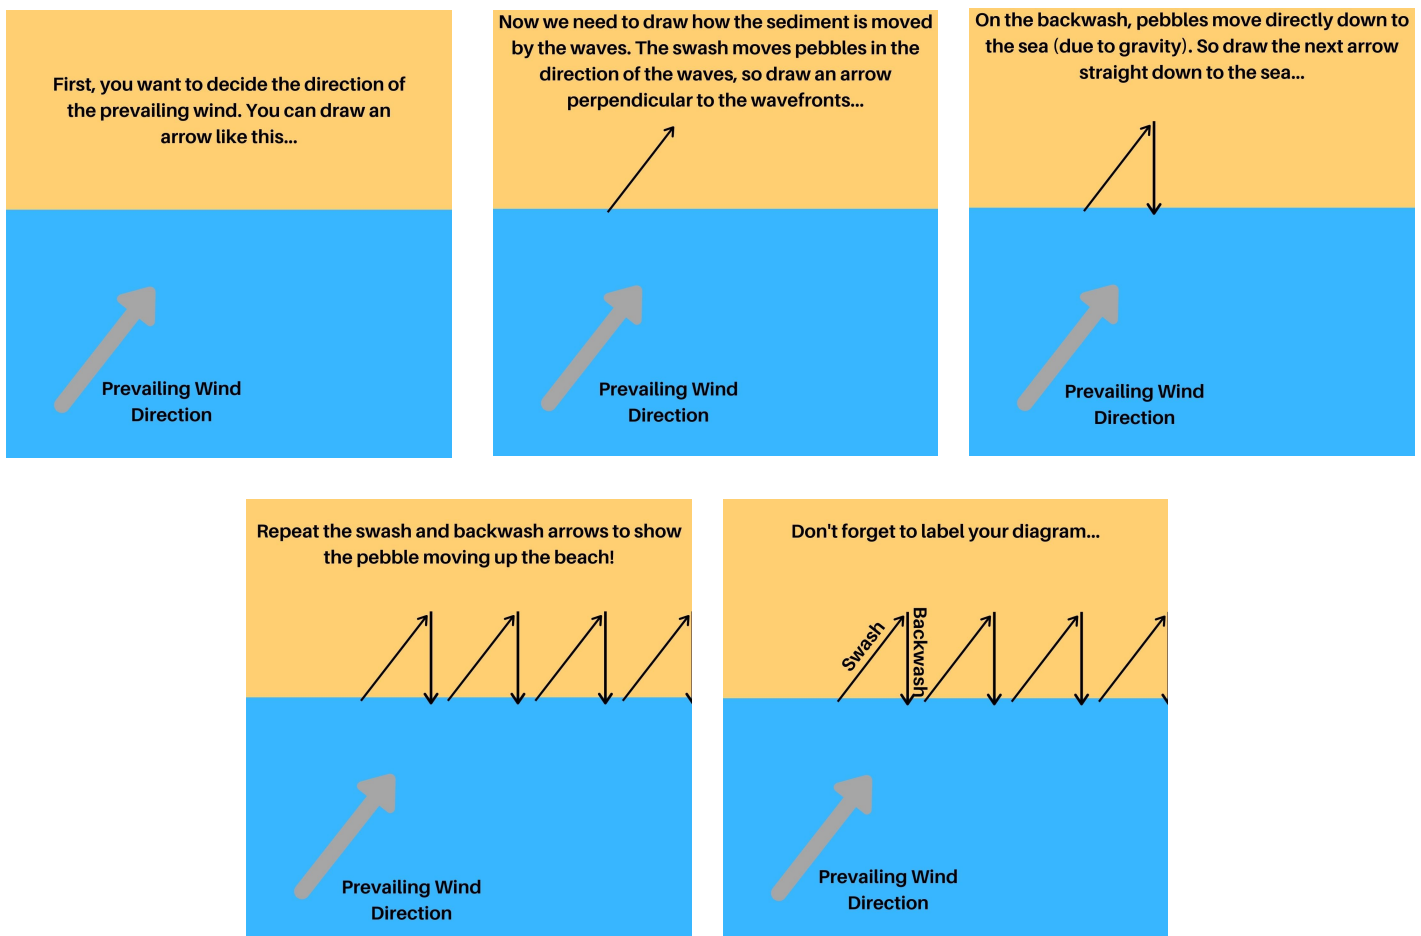 First, you want to decide the direction of
the prevailing wind. You can draw an
arrow like this...
Prevailing Wind
Direction
Now we need to draw how the sediment is moved
by the waves. The swash moves pebbles in the
direction of the waves, so draw an arrow
perpendicular to the wavefronts...
Prevailing Wind
Direction
On the backwash, pebbles move directly down to
the sea (due to gravity). So draw the next arrow
straight down to the sea...
Prevailing Wind
Direction
Repeat the swash and backwash arrows to show
the pebble moving up the beach!
Prevailing Wind
Direction
Don't forget to label your diagram...
Swash
Backwash
Prevailing Wind
Direction